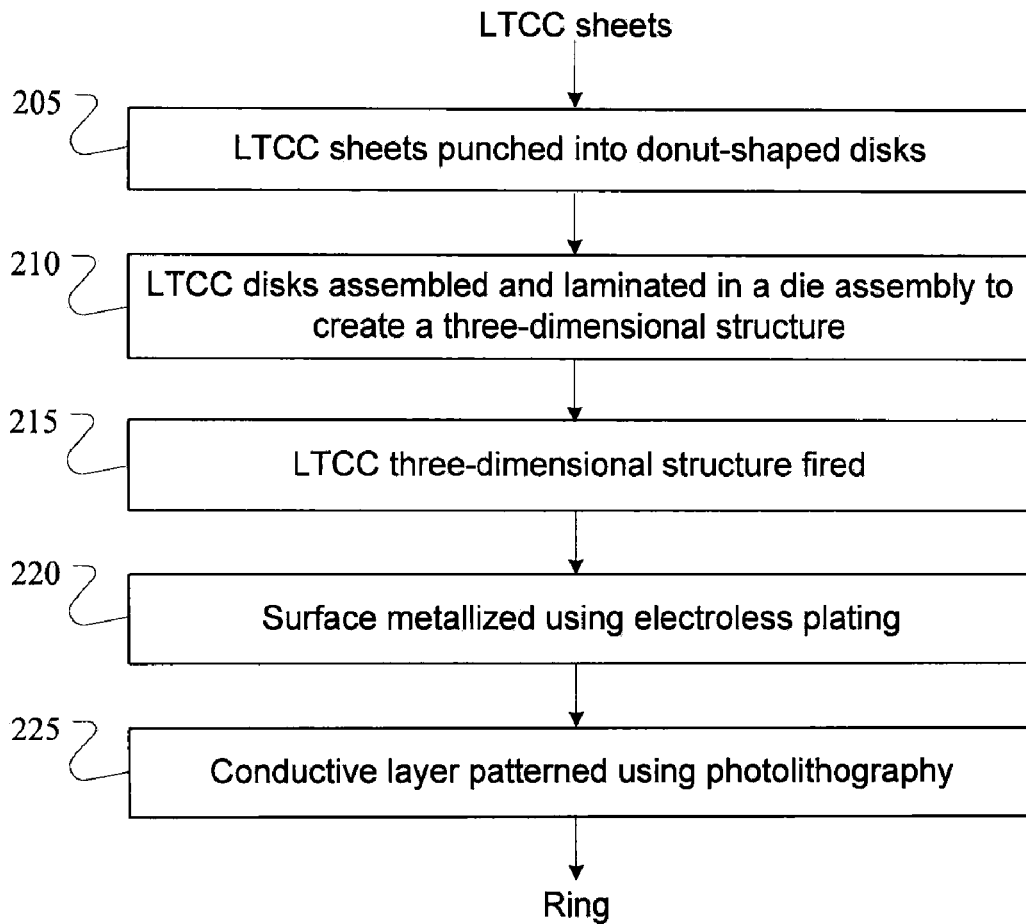 LTCC sheets
205
LTCC sheets punched into donut-shaped disks
210
LTCC disks assembled and laminated in a die assembly to
create a three-dimensional structure
215
LTCC three-dimensional structure fired
220
Surface metallized using electroless plating
225
Conductive layer patterned using photolithography
Ring